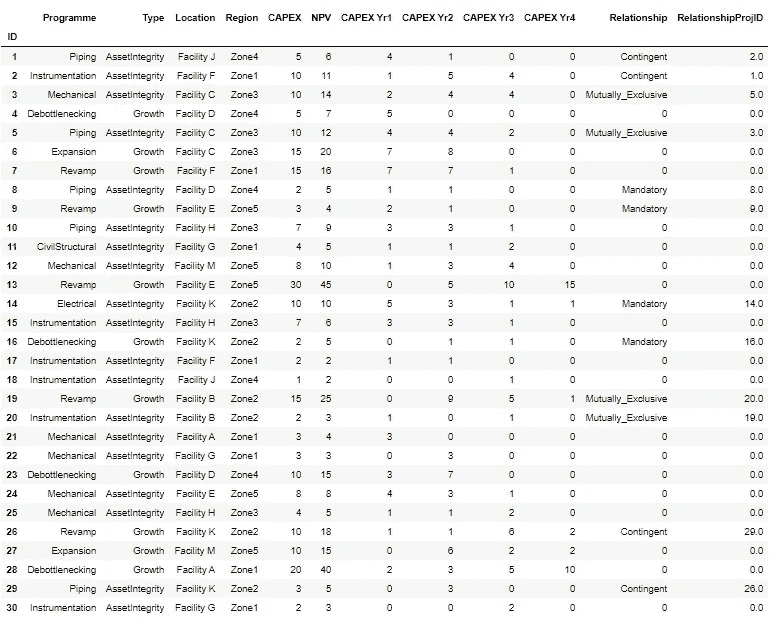 Programme Type Location Region CAPEX NPV CAPEX Yr1 CAPEX Yr2 CAPEX Yr3 CAPEX Yr4 Relationship RelationshipProjID
ID
1 Piping AssetIntegrity Facility J Zone4 5 6 4 1 0 0 Contingent 2.0
2 Instrumentation AssetIntegrity Facility F Zone1 10 11 1 5 4 0 Contingent 1.0
3 Mechanical AssetIntegrity Facility C Zone3 10 14 2 4 4 0 Mutually_Exclusive 5.0
4 Debottlenecking Growth Facility D Zone4 5 7 5 0 0 0 0 0.0
5 Piping AssetIntegrity Facility C Zone3 10 12 4 4 2 0 Mutually_Exclusive 3.0
6 Expansion Growth Facility C Zone3 15 20 7 8 0 0 0 0.0
7 Revamp Growth Facility F Zone1 15 16 7 7 1 0 0 0.0
8 Piping AssetIntegrity Facility D Zone4 2 5 1 1 0 0 Mandatory 8.0
9 Revamp Growth Facility E Zone5 3 4 2 1 0 0 Mandatory 9.0
10 Piping AssetIntegrity Facility H Zone3 7 9 3 3 1 0 0 0.0
11 CivilStructural AssetIntegrity Facility G Zone1 4 5 1 1 2 0 0 0.0
12 Mechanical AssetIntegrity Facility M Zone5 8 10 1 3 4 0 0 0.0
13 Revamp Growth Facility E Zone5 30 45 0 5 10 15 0 0.0
14 Electrical AssetIntegrity Facility K Zone2 10 10 5 3 1 1 Mandatory 14.0
15 Instrumentation AssetIntegrity Facility H Zone3 7 6 3 3 1 0 0 0.0
16 Debottlenecking Growth Facility K Zone2 2 5 0 1 1 0 Mandatory 16.0
17 Instrumentation AssetIntegrity Facility F Zone1 2 2 1 1 0 0 0 0.0
18 Instrumentation AssetIntegrity Facility J Zone4 1 2 0 0 1 0 0 0.0
19 Revamp Growth Facility B Zone2 15 25 0 9 5 1 Mutually_Exclusive 20.0
20 Instrumentation AssetIntegrity Facility B Zone2 2 3 1 0 1 0 Mutually_Exclusive 19.0
21 Mechanical AssetIntegrity Facility A Zone1 3 4 3 0 0 0 0 0.0
22 Mechanical AssetIntegrity Facility G Zone1 3 3 0 3 0 0 0 0.0
23 Debottlenecking Growth Facility D Zone4 10 15 3 7 0 0 0 0.0
24 Mechanical AssetIntegrity Facility E Zone5 8 8 4 3 1 0 0 0.0
25 Mechanical AssetIntegrity Facility H Zone3 4 5 1 1 2 0 0 0.0
26 Revamp Growth Facility K Zone2 10 18 1 1 6 2 Contingent 29.0
27 Expansion Growth Facility M Zone5 10 15 0 6 2 2 0 0.0
28 Debottlenecking Growth Facility A Zone1 20 40 2 3 5 10 0 0.0
29 Piping AssetIntegrity Facility K Zone2 3 5 0 3 0 0 Contingent 26.0
30 Instrumentation AssetIntegrity Facility G Zone1 2 3 0 0 2 0 0 0.0